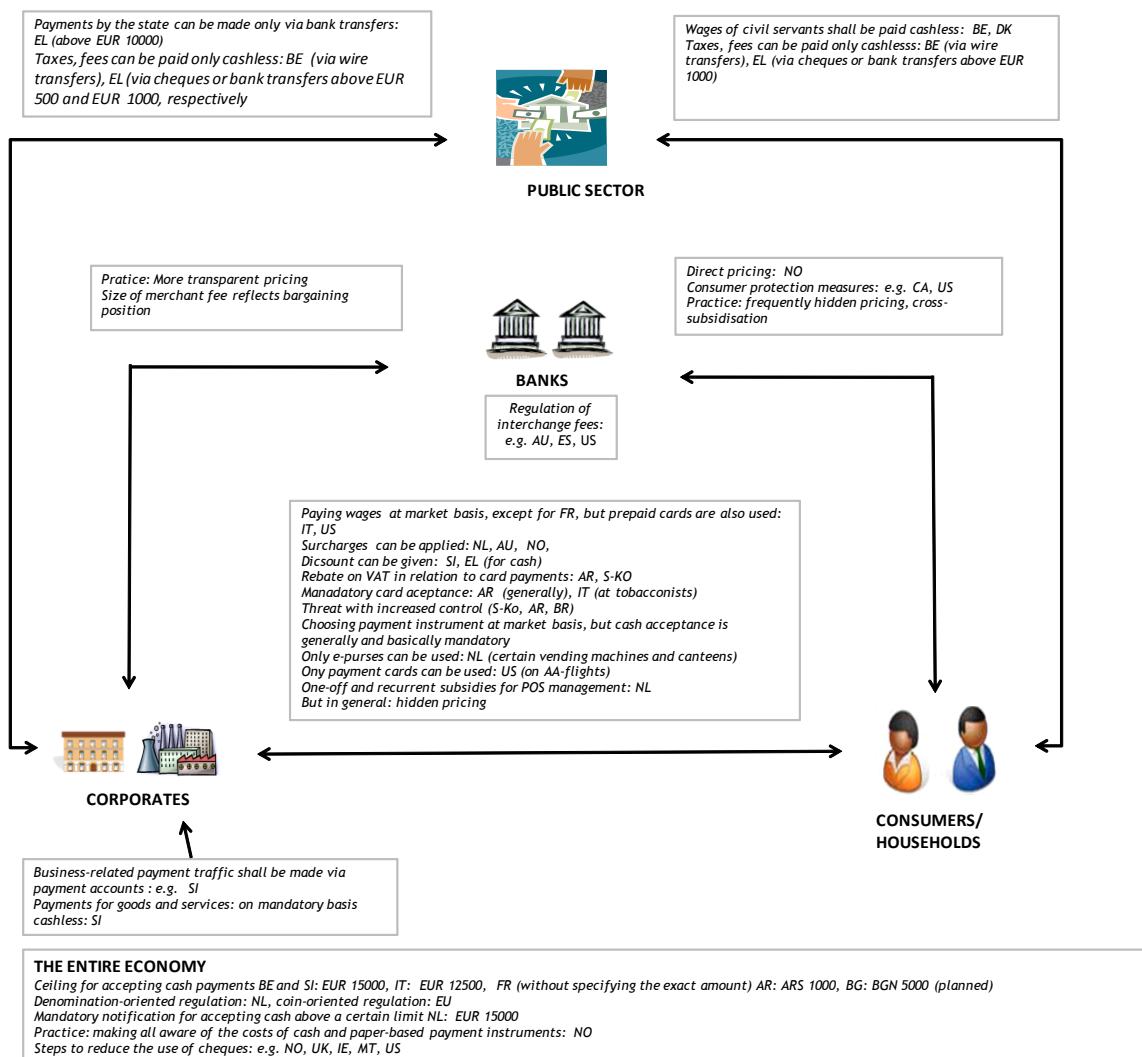 Payments by the state can be made only via bank transfers:
EL (above EUR 10000)
Taxes, fees can be paid only cashless: BE (via wire
transfers), EL (via cheques or bank transfers above EUR
500 and EUR 1000, respectively
Wages of civil servants shall be paid cashless: BE, DK
Taxes, fees can be paid only cashlesss: BE (via wire
transfers), EL (via cheques or bank transfers above EUR
1000)
PUBLIC SECTOR
Pratice: More transparent pricing
Size of merchant fee reflects bargaining
position
Direct pricing: NO
Consumer protection measures: e.g. CA, US
Practice: frequently hidden pricing, cross-
subsidisation
BANKS
Regulation of
interchange fees:
e.g. AU, ES, US
Paying wages at market basis, except for FR, but prepaid cards are also used:
IT, US
Surcharges can be applied: NL, AU, NO,
Dicsount can be given: SI, EL (for cash)
Rebate on VAT in relation to card payments: AR, S-KO
Manadatory card aceptance: AR (generally), IT (at tobacconists)
Threat with increased control (S-Ko, AR, BR)
Choosing payment instrument at market basis, but cash acceptance is
generally and basically mandatory
Only e-purses can be used: NL (certain vending machines and canteens)
Ony payment cards can be used: US (on AA-flights)
One-off and recurrent subsidies for POS management: NL
But in general: hidden pricing
CORPORATES
CONSUMERS/
HOUSEHOLDS
Business-related payment traffic shall be made via
payment accounts : e.g. SI
Payments for goods and services: on mandatory basis
cashless: SI
THE ENTIRE ECONOMY
Ceiling for accepting cash payments BE and SI: EUR 15000, IT: EUR 12500, FR (without specifying the exact amount) AR: ARS 1000, BG: BGN 5000 (planned)
Denomination-oriented regulation: NL, coin-oriented regulation: EU
Mandatory notification for accepting cash above a certain limit NL: EUR 15000
Practice: making all aware of the costs of cash and paper-based payment instruments: NO
Steps to reduce the use of cheques: e.g. NO, UK, IE, MT, US